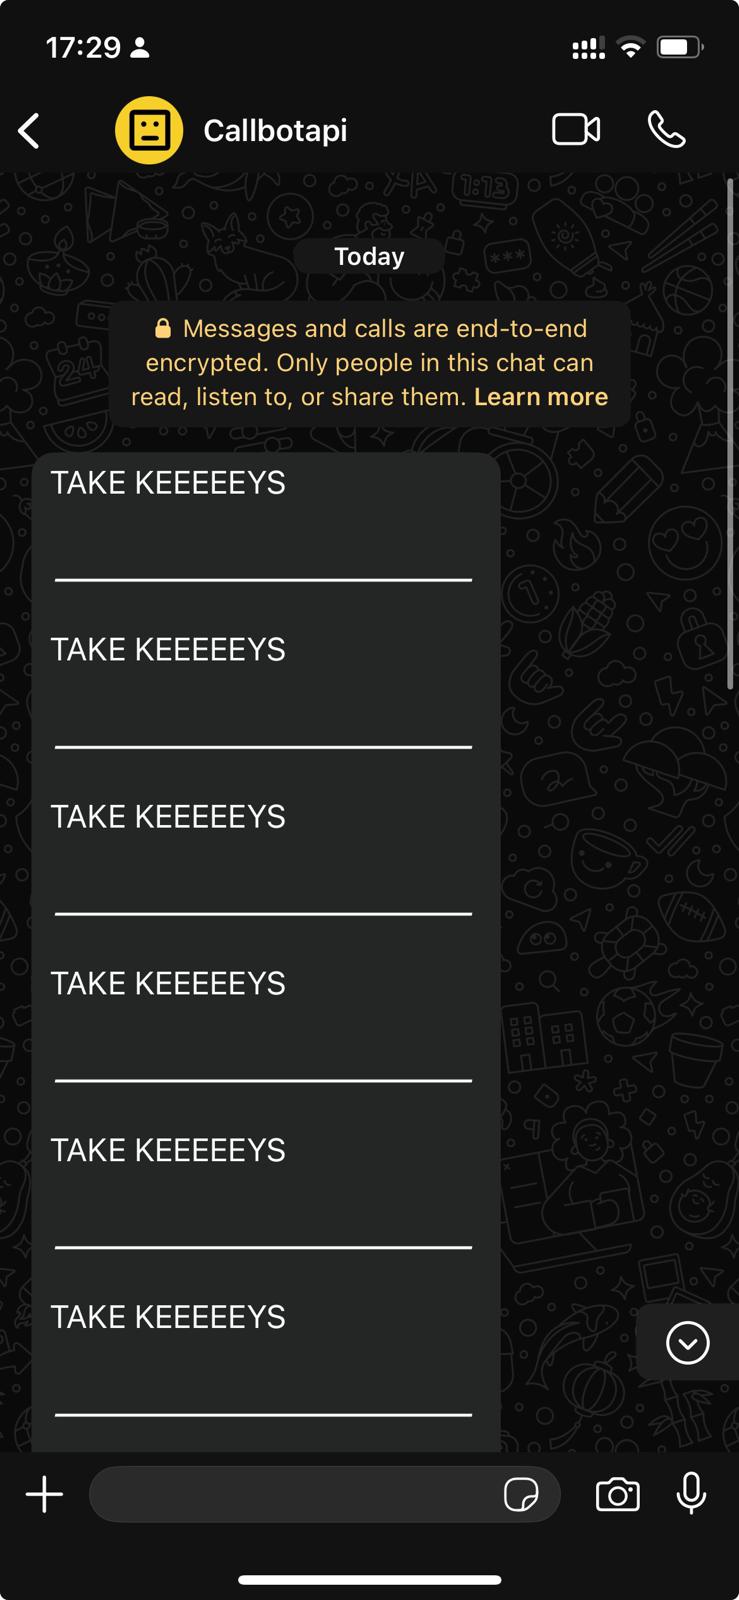 17:29
Callbotapi
Today
Messages and calls are end-to-end
encrypted. Only people in this chat can
read, listen to, or share them. Learn more
TAKE KEEEEEYS
TAKE KEEEEEYS
TAKE KEEEEEYS
TAKE KEEEEEYS
TAKE KEEEEEYS
TAKE KEEEEEYS